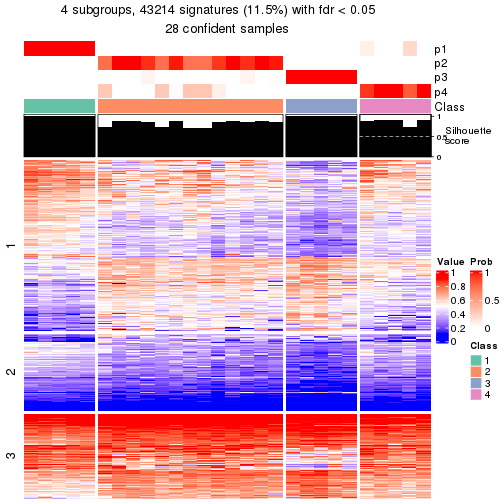 4 subgroups, 43214 signatures (11.5%) with fdr < 0.05
28 confident samples
p1
p2
p3
p4
Class
1
0.5
0
Silhouette
score
1
2
3
Value
1
0.8
0.6
0.4
0.2
0
Prob
1
0.5
0
Class
1
2
3
4